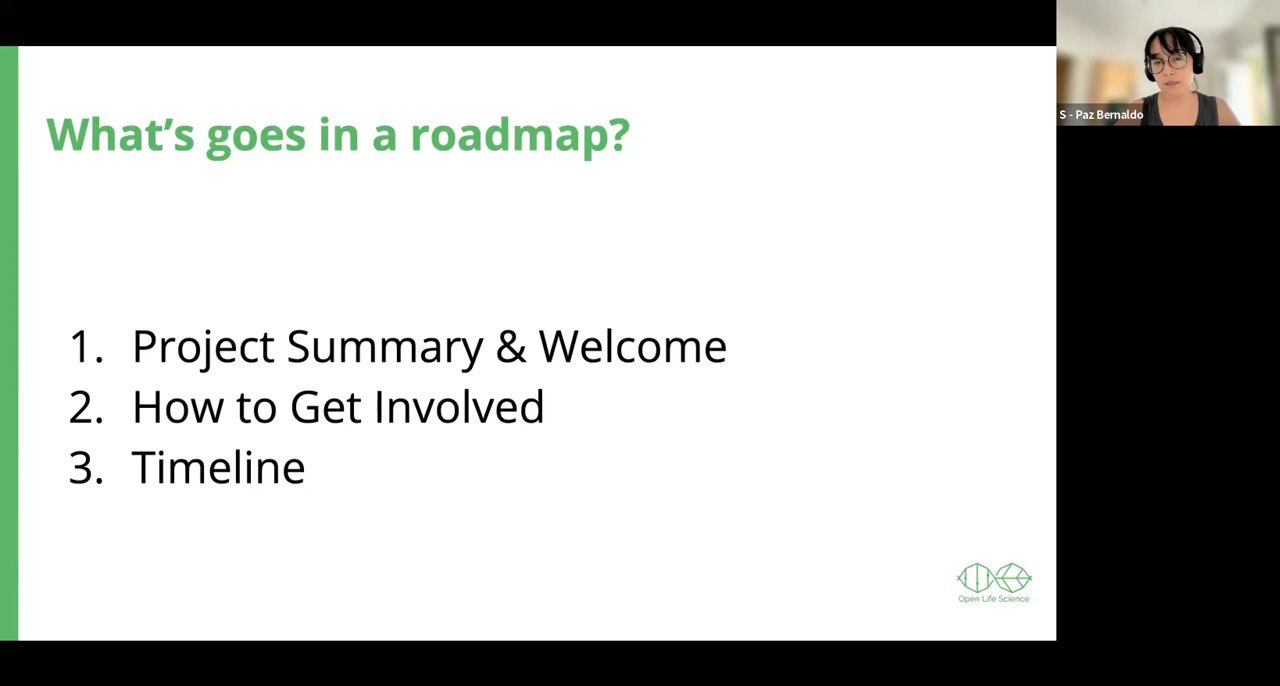 What's goes in a roadmap?
1. Project Summary & Welcome
2. How to Get Involved
3. Timeline
Open Life Science
S - Paz Bernaldo